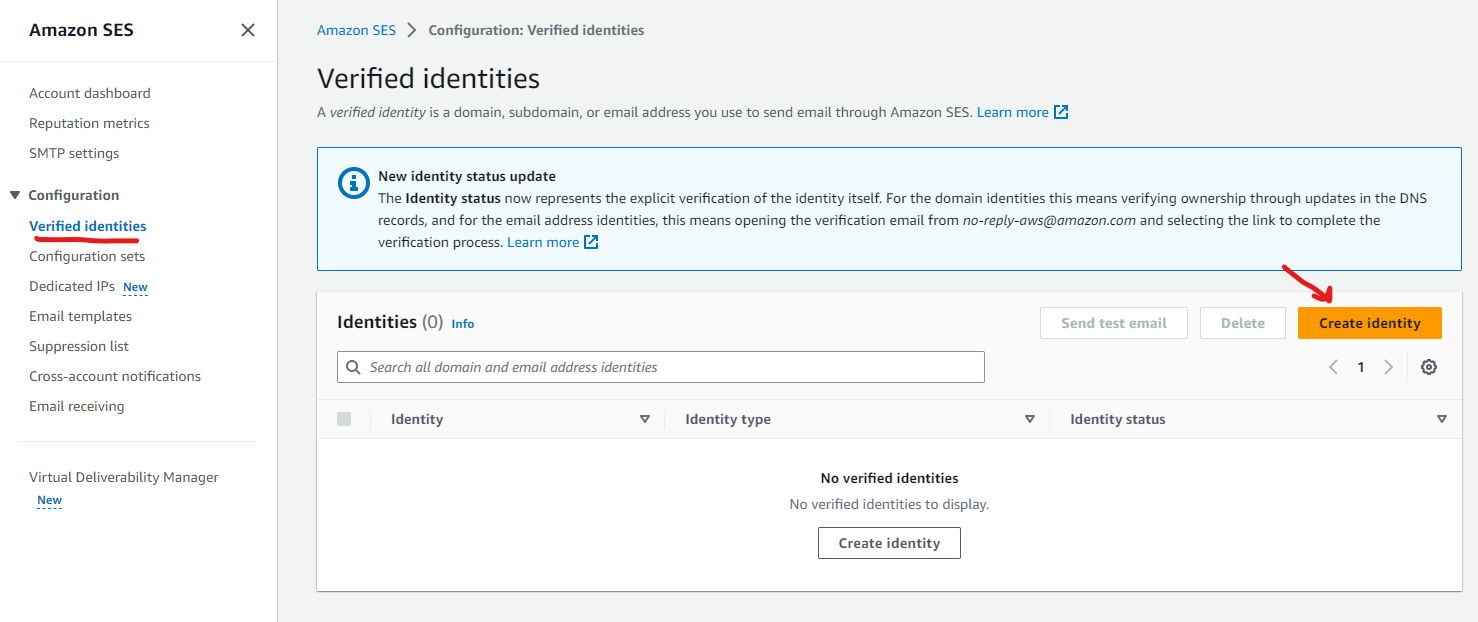 Amazon SES
Account dashboard
Reputation metrics
SMTP settings
Configuration
Verified identities
Configuration sets
Dedicated IPs New
Email templates
Suppression list
Cross-account notifications
Email receiving
Virtual Deliverability Manager
New
Amazon SES > Configuration: Verified identities
Verified identities
A verified identity is a domain, subdomain, or email address you use to send email through Amazon SES. Learn more
New identity status update
The Identity status now represents the explicit verification of the identity itself. For the domain identities this means verifying ownership through updates in the DNS
records, and for the email address identities, this means opening the verification email from no-reply-aws@amazon.com and selecting the link to complete the
verification process. Learn more
Identities (0) Info
Send test email
Delete
Create identity
Search all domain and email address identities
1
Identity
Identity type
Identity status
No verified identities
No verified identities to display.
Create identity